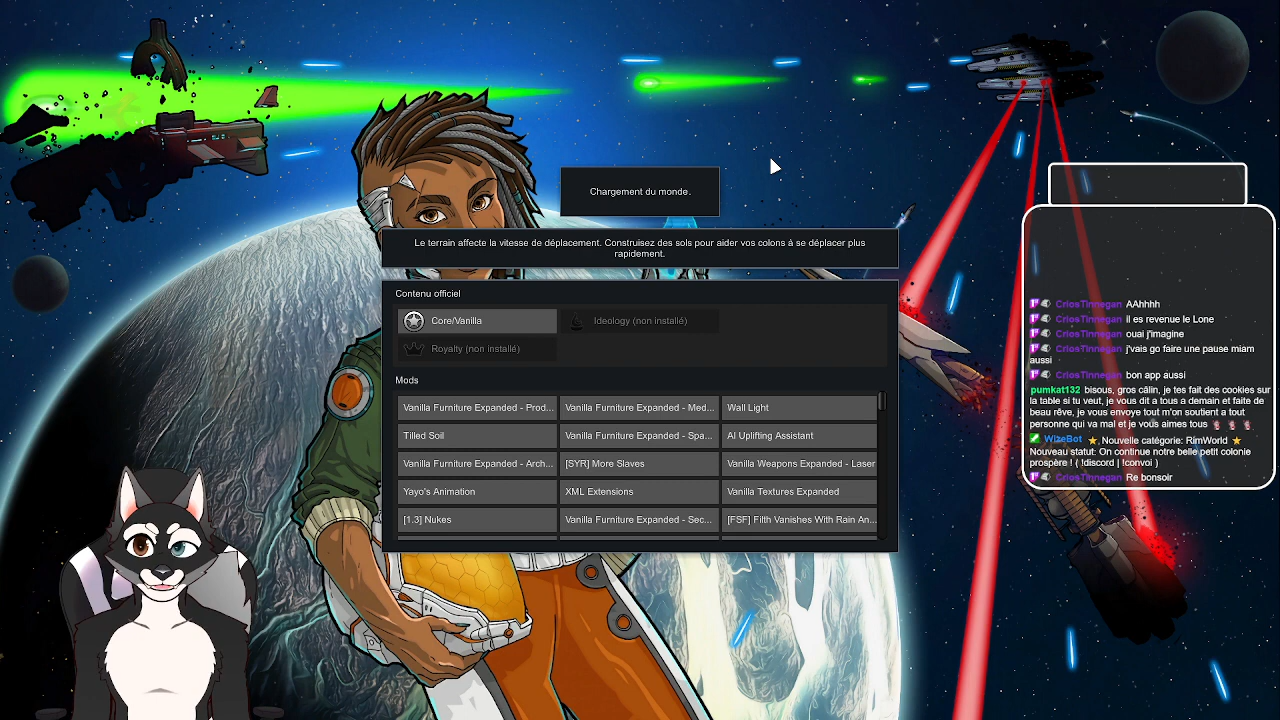 Chargement du monde.
Le terrain affecte la vitesse de déplacement. Construisez des sols pour aider vos colons à se déplacer plus
rapidement.
Contenu officiel
Core/Vanilla
Ideology (non installé)
Royalty (non installé)
Mods
Vanilla Furniture Expanded - Prod...
Vanilla Furniture Expanded - Med...
Wall Light
Tilled Soil
Vanilla Furniture Expanded - Spa...
AI Uplifting Assistant
Vanilla Furniture Expanded - Arch...
[SYR] More Slaves
Vanilla Weapons Expanded - Laser
Yayo's Animation
XML Extensions
Vanilla Textures Expanded
[1.3] Nukes
Vanilla Furniture Expanded - Sec...
[FSF] Filth Vanishes With Rain An...
CriosTinnegan AAhhhh
CriosTinnegan il es revenue le Lone
CriosTinnegan ouai j'imagine
CriosTinnegan j'vais go faire une pause miam
aussi
CriosTinnegan bon app aussi
pumkat132 bisous, gros câlin, je tes fait des cookies sur
la table si tu veut, je vous dit a tous a demain et faite de
beau rêve, je vous envoye tout m'on soutient a tout
personne qui va mal et je vous aimes tous
WizeBot ⭐ Nouvelle catégorie: RimWorld ⭐
Nouveau statut: On continue notre belle petit colonie
prospère ! ( !discord | !convoi )
CriosTinnegan Re bonsoir